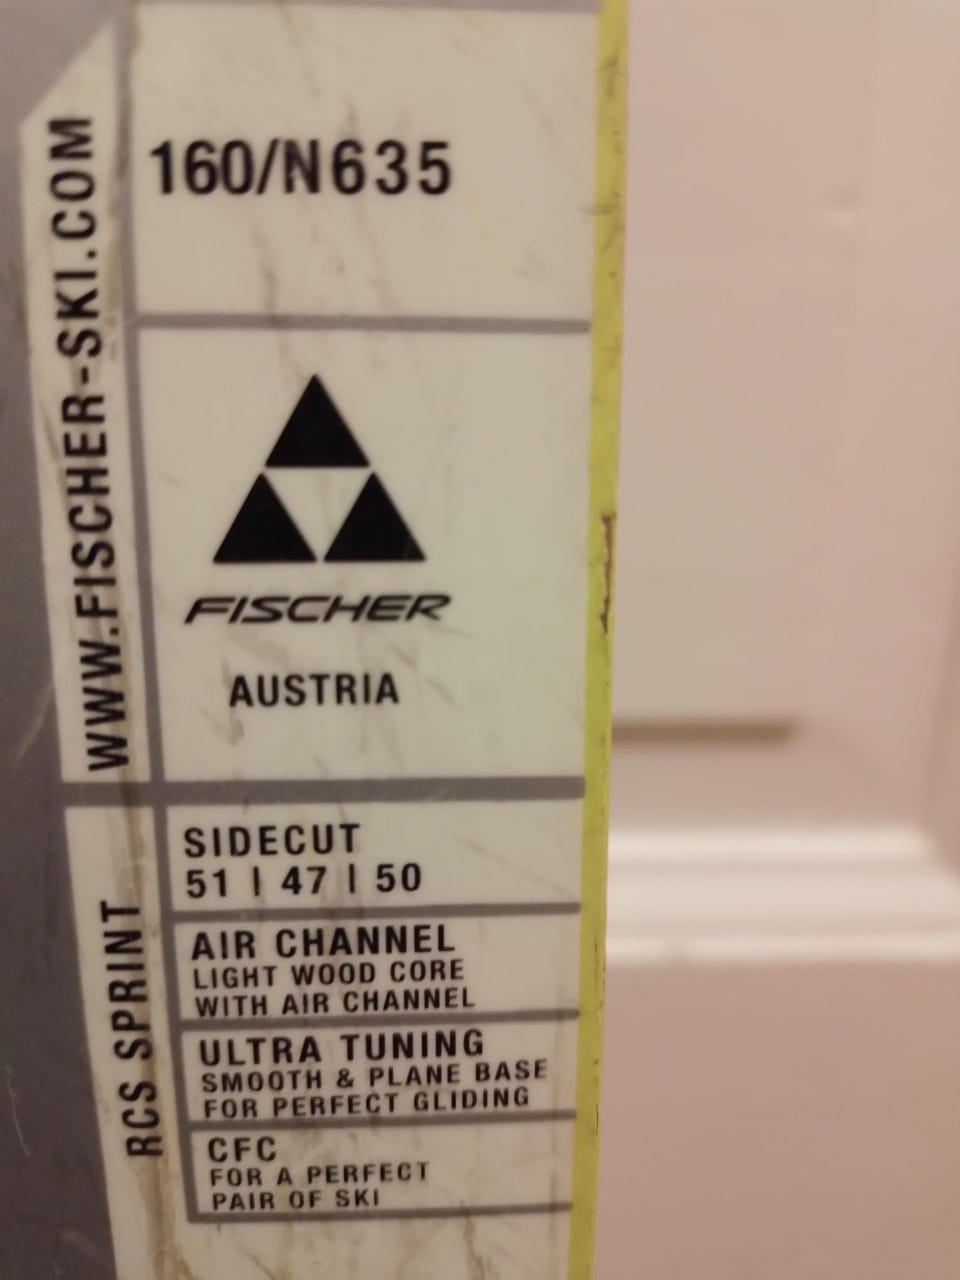 160/N635
WWW.FISCHER-SKI.COM
FISCHER
AUSTRIA
RCS SPRINT
SIDECUT
51 | 47 | 50
AIR CHANNEL
LIGHT WOOD CORE
WITH AIR CHANNEL
ULTRA TUNING
SMOOTH & PLANE BASE
FOR PERFECT GLIDING
CFC
FOR A PERFECT
PAIR OF SKI